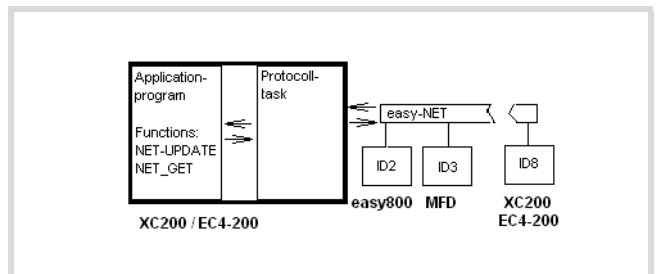 Application-
program
Functions:
NET-UPDATE
NET_GET
Protocoll-
task
easy-NET
ID2
ID3
ID8
easy800
MFD
XC200
EC4-200
XC200 / EC4-200